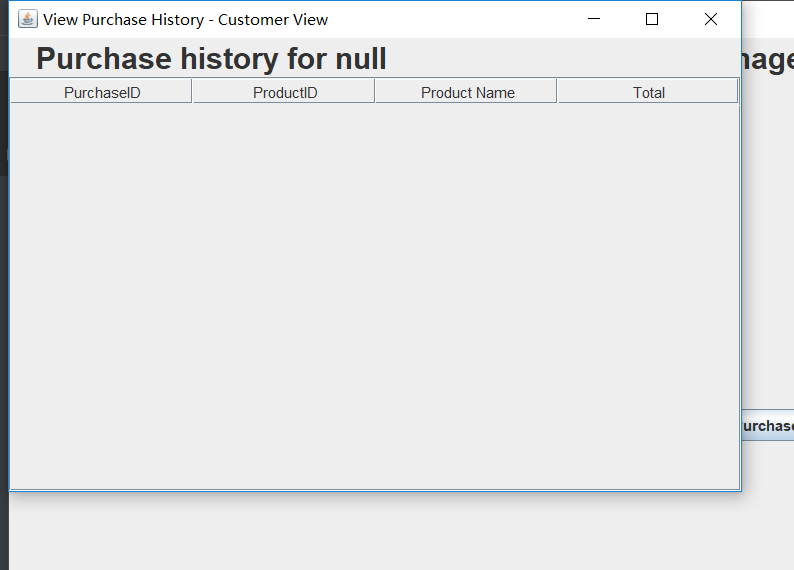 View Purchase History - Customer View
Purchase history for null
PurchaseID ProductID Product Name Total